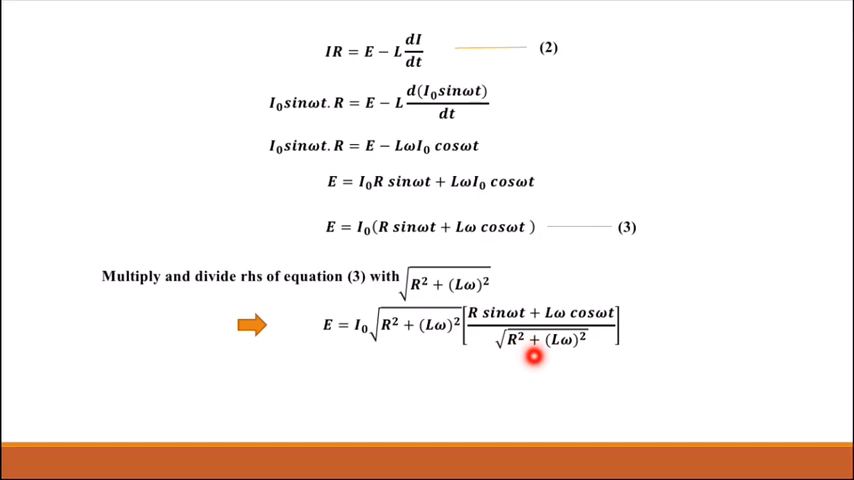 IR = E − L dI/dt (2)
I₀sinωt. R = E − L d(I₀sinωt)/dt
I₀sinωt. R = E − LωI₀ cosωt
E = I₀R sinωt + LωI₀ cosωt
E = I₀(R sinωt + Lω cosωt ) (3)
Multiply and divide rhs of equation (3) with √(R² + (Lω)²)
E = I₀√(R² + (Lω)²) [(R sinωt + Lω cosωt)/√(R² + (Lω)²)]